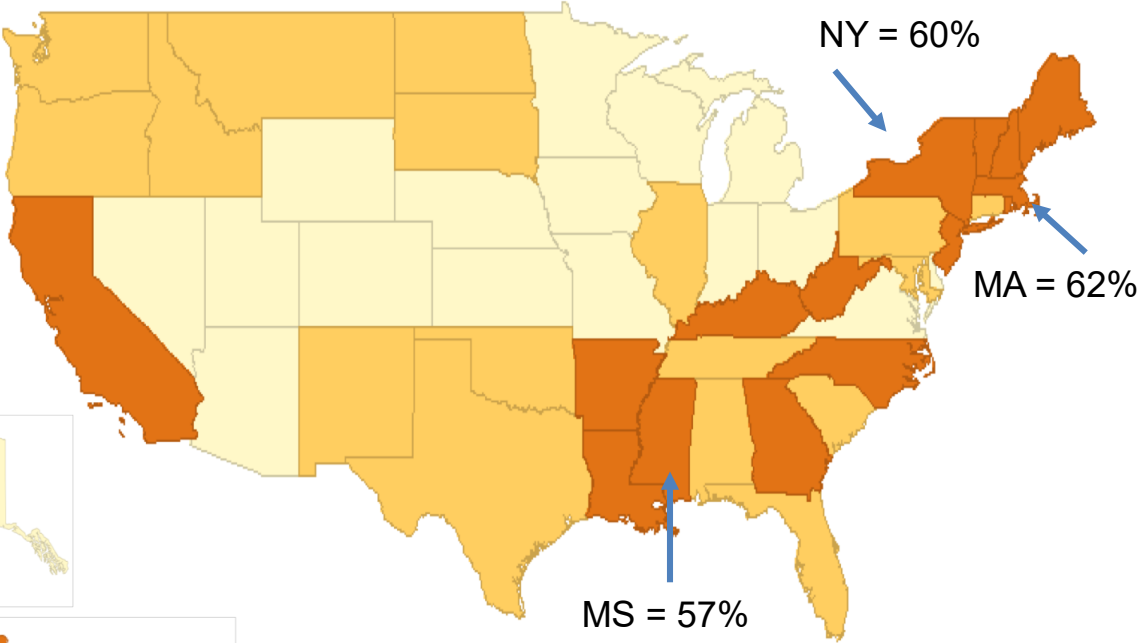 NY = 60%
MA = 62%
MS = 57%